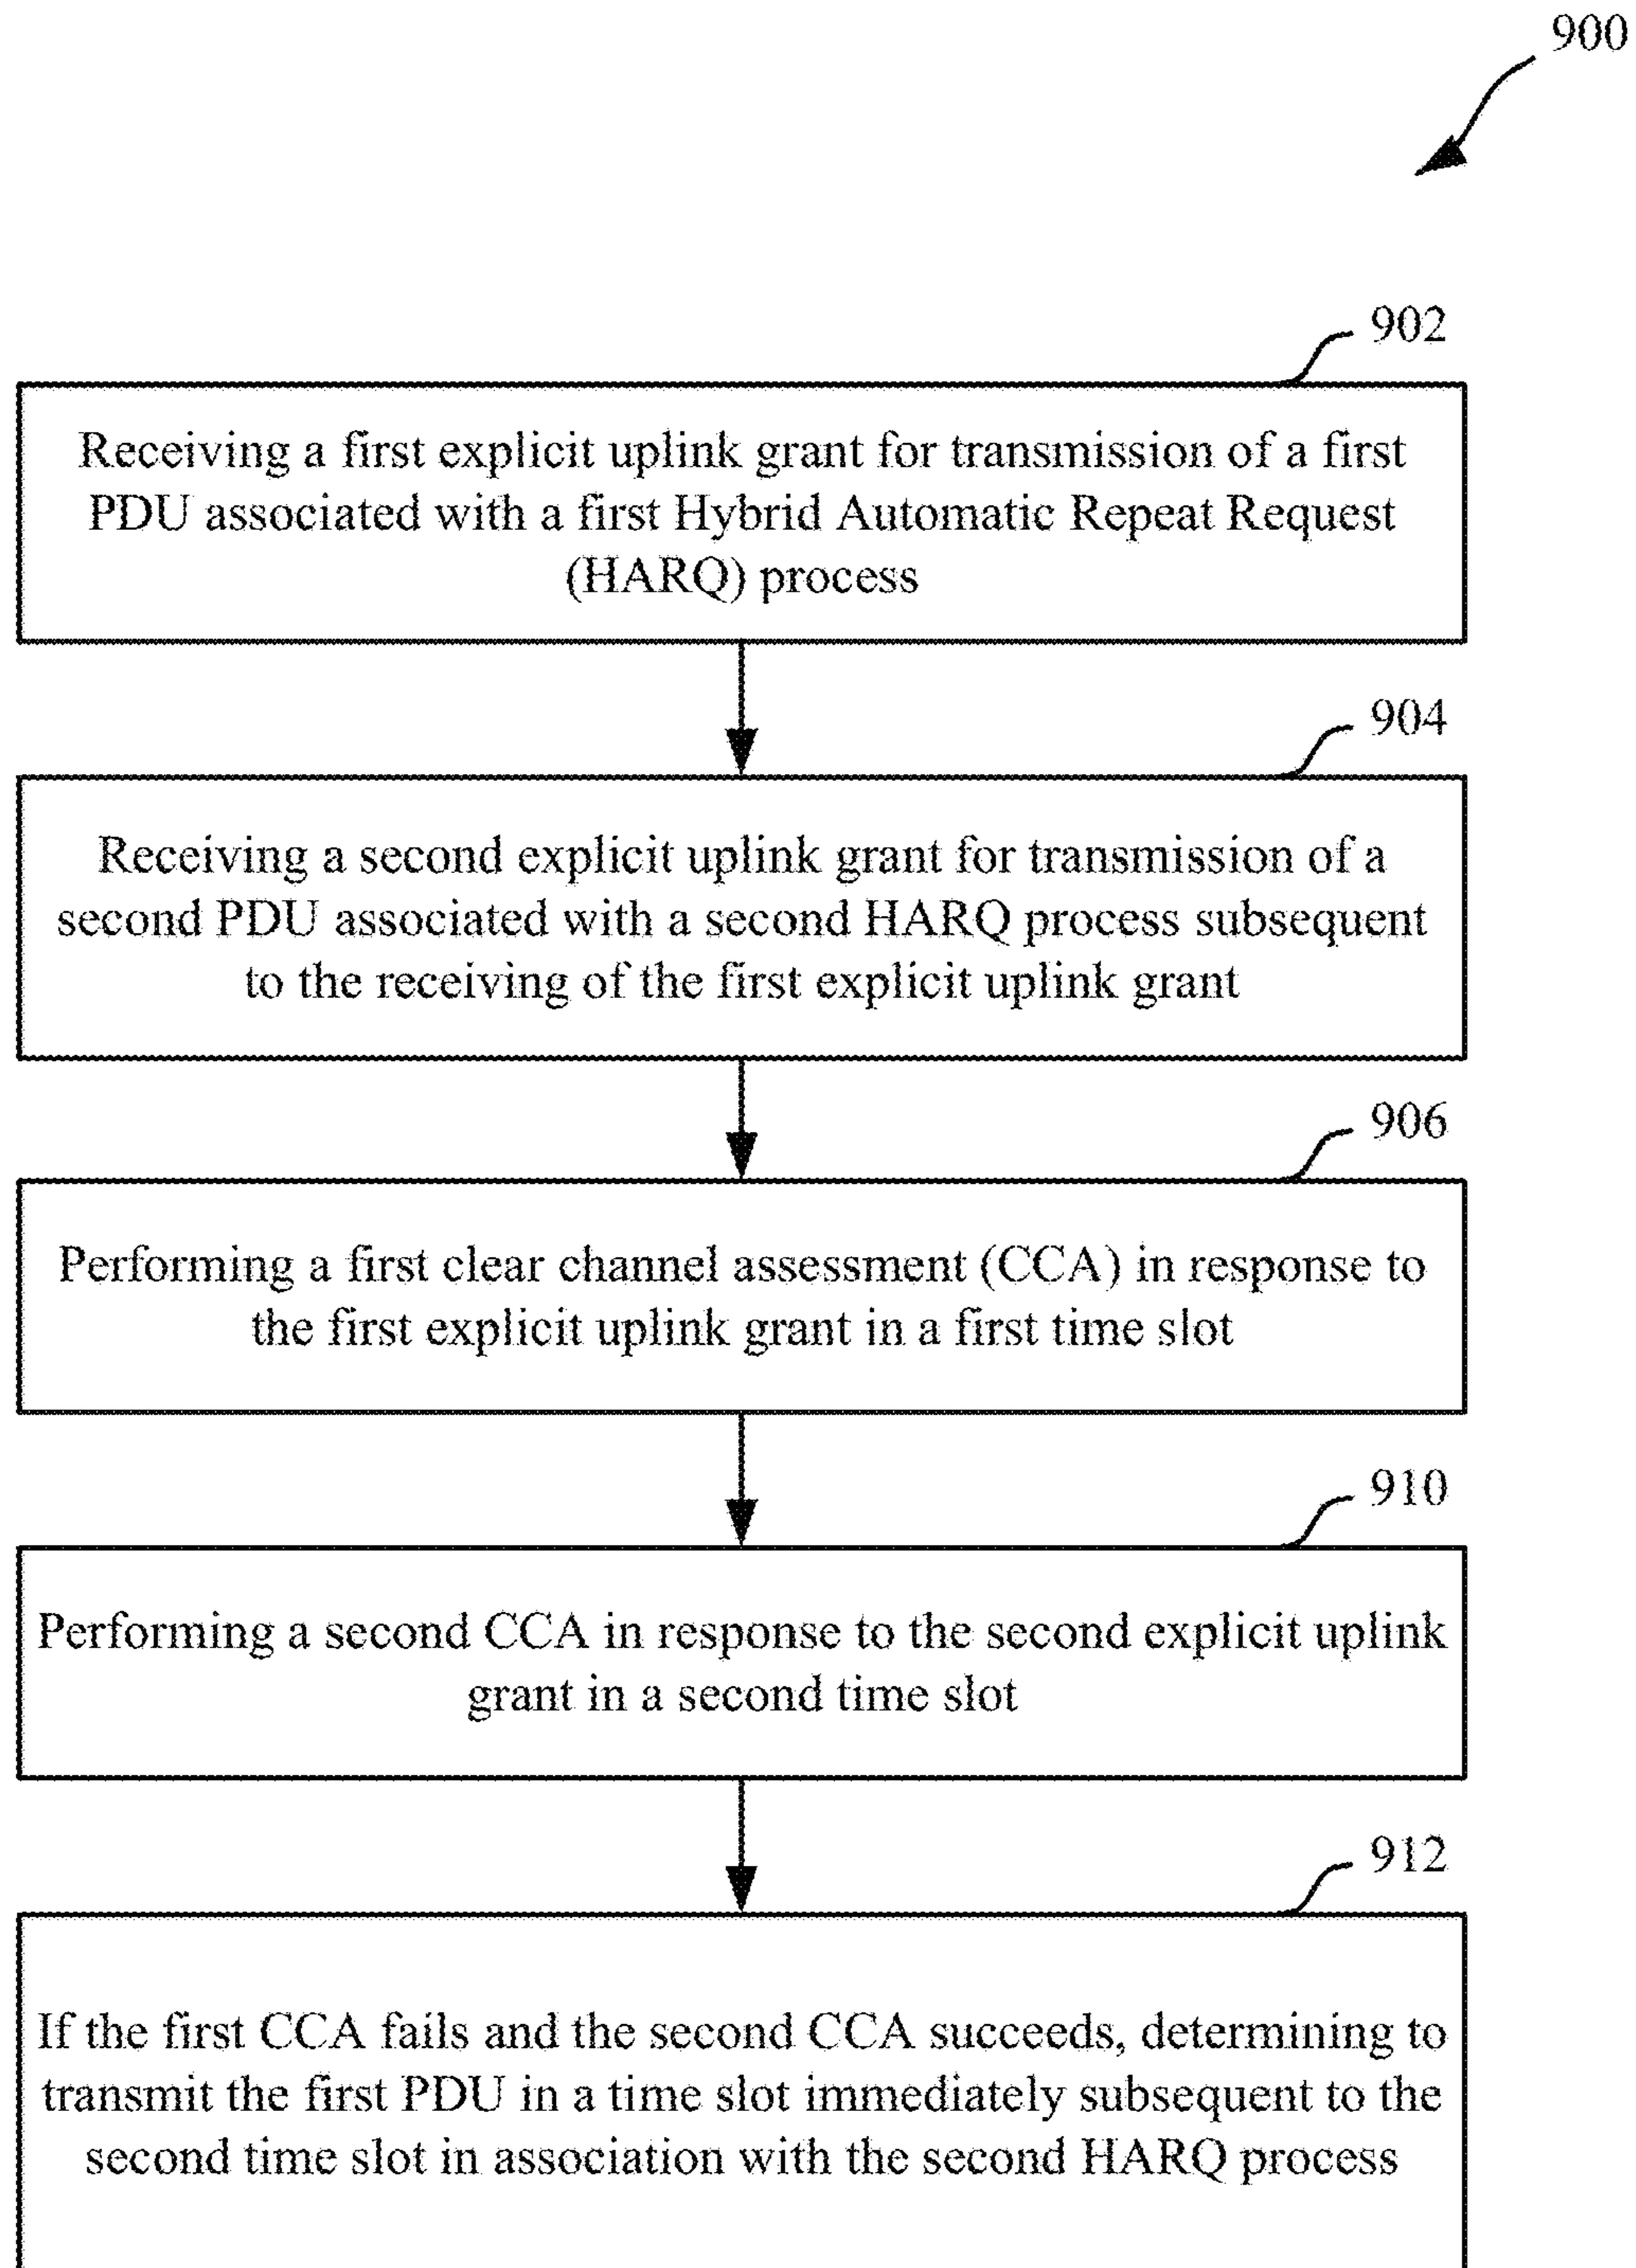 900
902
Receiving a first explicit uplink grant for transmission of a first
PDU associated with a first Hybrid Automatic Repeat Request
(HARQ) process
904
Receiving a second explicit uplink grant for transmission of a
second PDU associated with a second HARQ process subsequent
to the receiving of the first explicit uplink grant
906
Performing a first clear channel assessment (CCA) in response to
the first explicit uplink grant in a first time slot
910
Performing a second CCA in response to the second explicit uplink
grant in a second time slot
912
If the first CCA fails and the second CCA succeeds, determining to
transmit the first PDU in a time slot immediately subsequent to the
second time slot in association with the second HARQ process